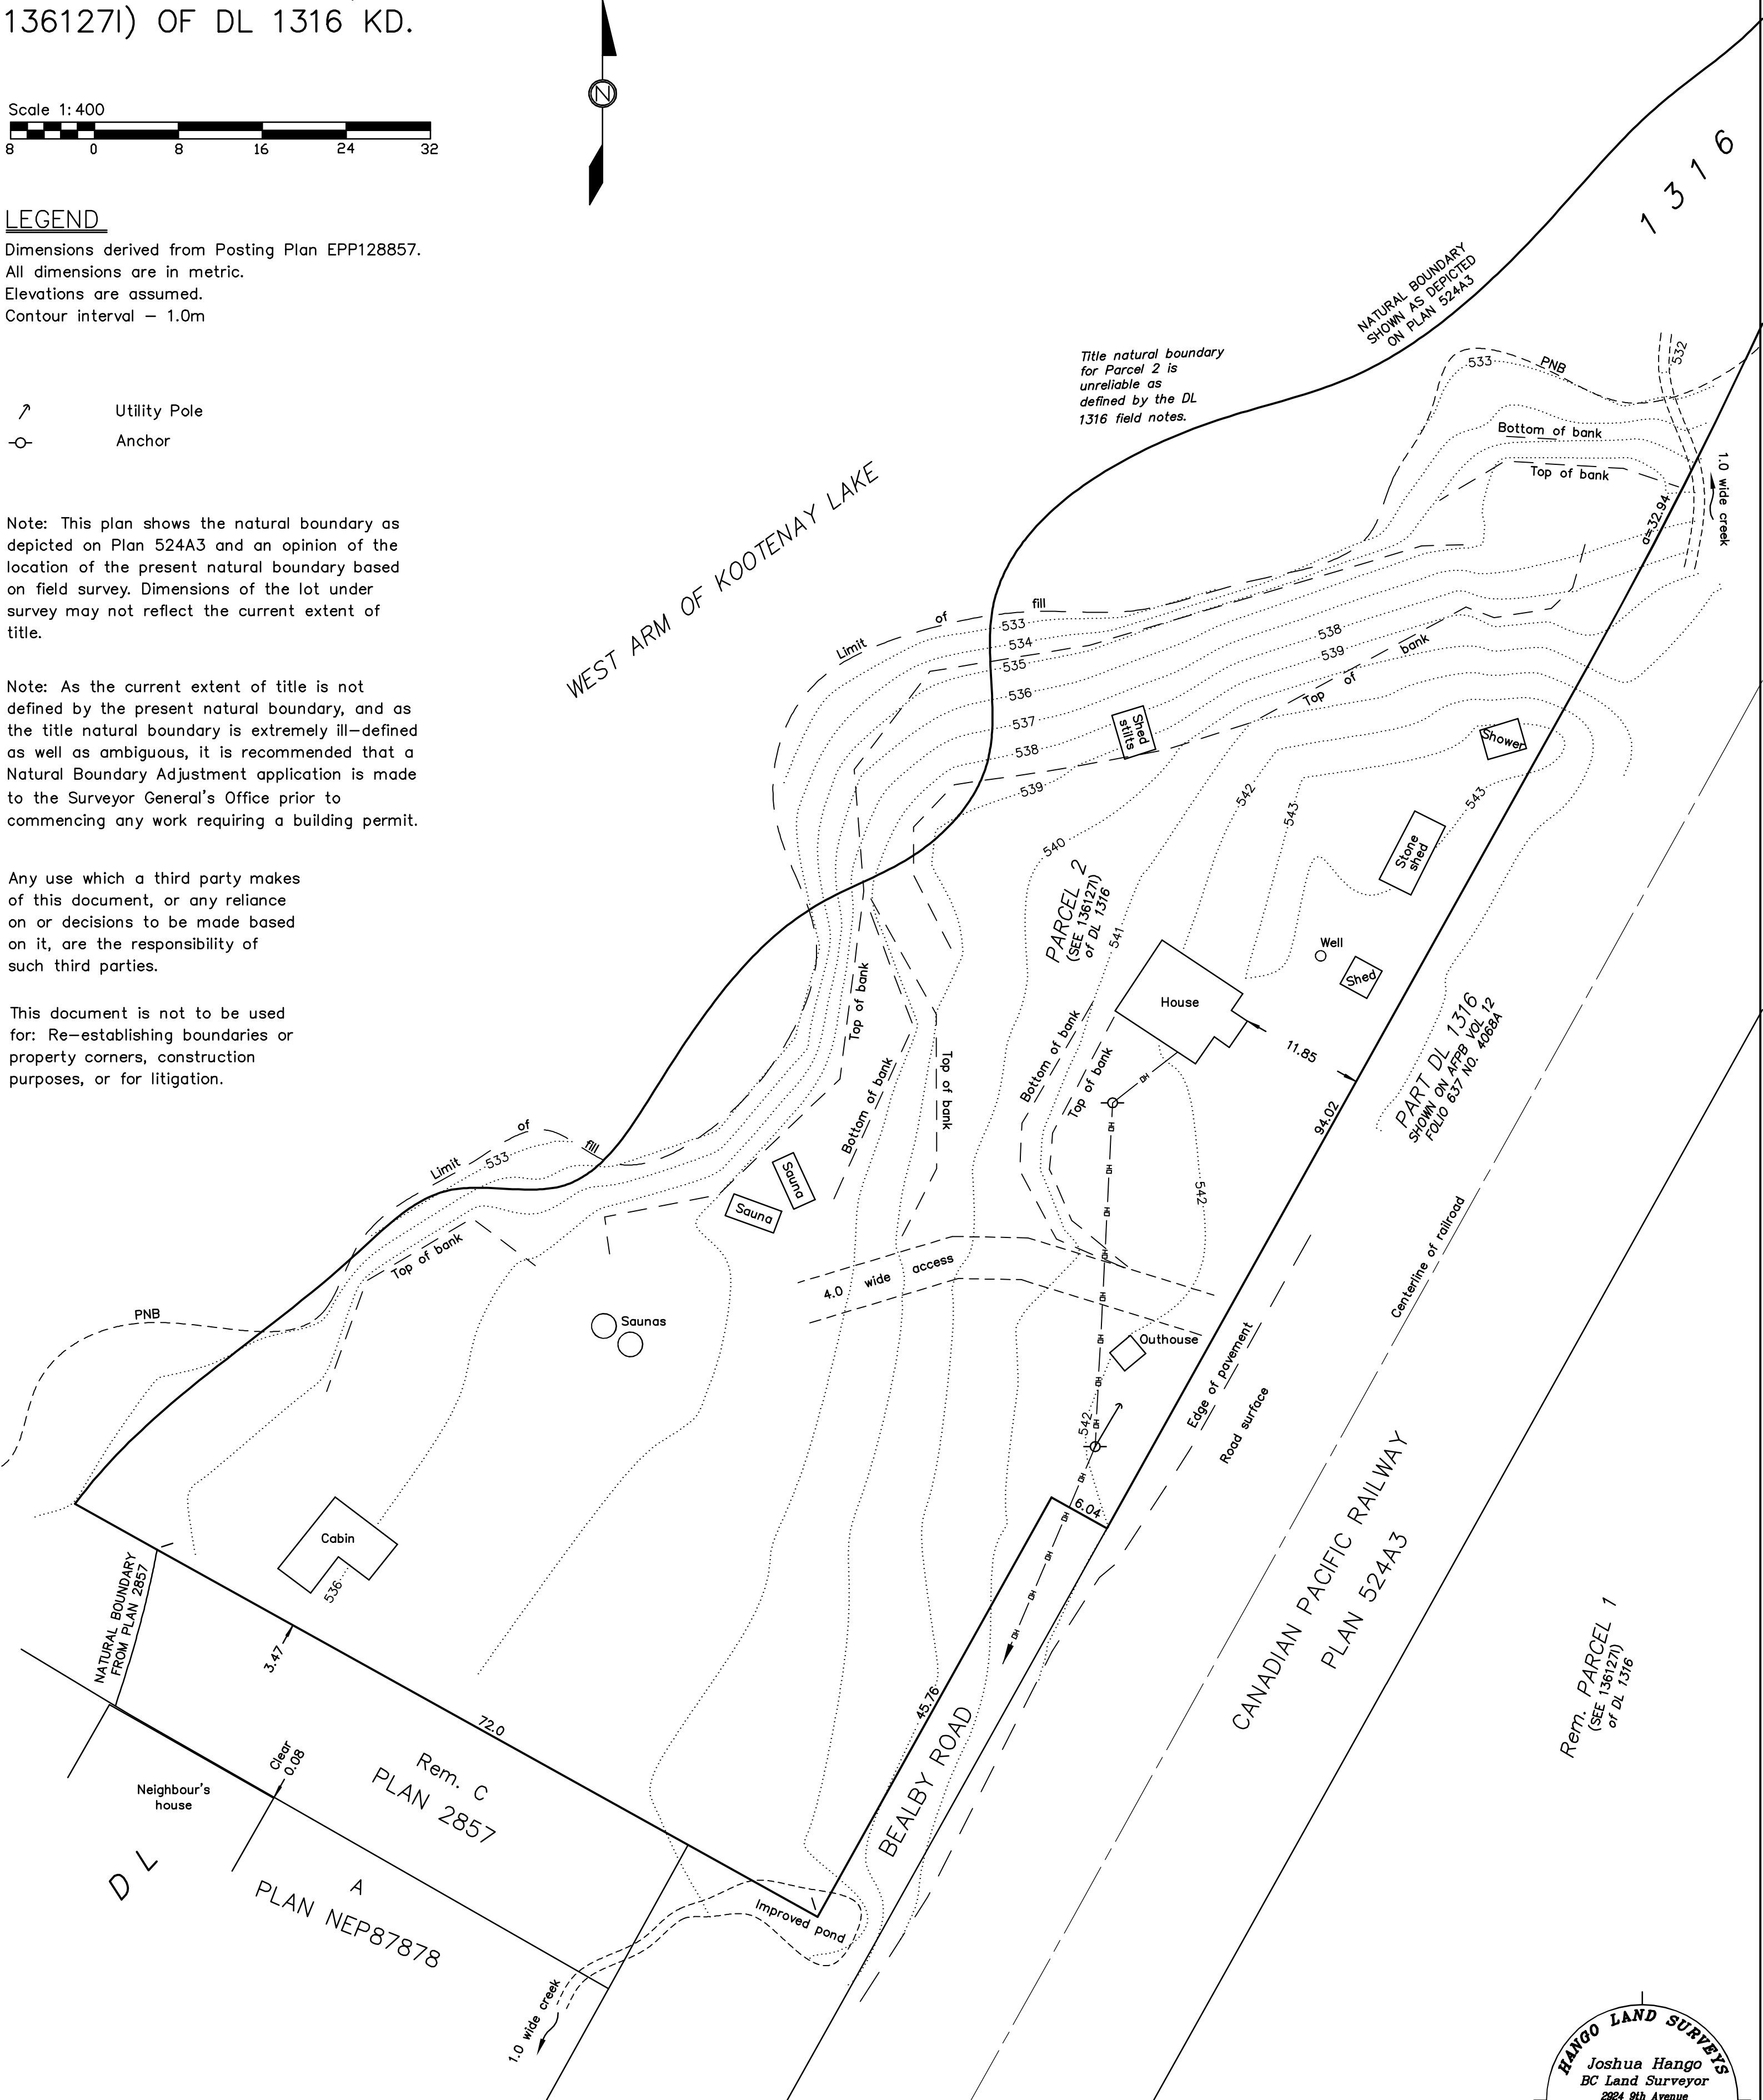 136127I) OF DL 1316 KD.
Scale 1:400
8 0 8 16 24 32
N
LEGEND
Dimensions derived from Posting Plan EPP128857.
All dimensions are in metric.
Elevations are assumed.
Contour interval – 1.0m
Utility Pole
Anchor
Note: This plan shows the natural boundary as
depicted on Plan 524A3 and an opinion of the
location of the present natural boundary based
on field survey. Dimensions of the lot under
survey may not reflect the current extent of
title.
Note: As the current extent of title is not
defined by the present natural boundary, and as
the title natural boundary is extremely ill–defined
as well as ambiguous, it is recommended that a
Natural Boundary Adjustment application is made
to the Surveyor General's Office prior to
commencing any work requiring a building permit.
Any use which a third party makes
of this document, or any reliance
on or decisions to be made based
on it, are the responsibility of
such third parties.
This document is not to be used
for: Re–establishing boundaries or
property corners, construction
purposes, or for litigation.
1316
NATURAL BOUNDARY
SHOWN AS DEPICTED
ON PLAN 524A3
Title natural boundary
for Parcel 2 is
unreliable as
defined by the DL
1316 field notes.
533
PNB
532
Bottom of bank
Top of bank
1.0 wide creek
a=32.94
WEST ARM OF KOOTENAY LAKE
Limit of fill
533
534
535
536
537
538
539
538
539
Top of bank
Shed
stilts
Shower
540
542
543
543
Stone
shed
PARCEL 2
(SEE 136127I)
of DL 1316
541
Well
Shed
House
11.85
PART DL 1316
SHOWN ON AFPB VOL 12
FOLIO 637 NO. 4068A
94.02
Top of bank
Bottom of bank
Top of bank
Bottom of bank
Top of bank
DH
DH
DH
DH
DH
DH
DH
DH
DH
DH
DH
DH
DH
DH
542
Limit of fill
533
Sauna
Sauna
Top of bank
4.0 wide access
PNB
Saunas
Outhouse
Edge of pavement
Road surface
Centerline of railroad
542
6.04
Cabin
536
NATURAL BOUNDARY
FROM PLAN 2857
3.47
72.0
45.76
BEALBY ROAD
CANADIAN PACIFIC RAILWAY
PLAN 524A3
Rem. PARCEL 1
(SEE 136127I)
of DL 1316
Clear
0.08
Neighbour's
house
Rem. C
PLAN 2857
DL
A
PLAN NEP87878
Improved pond
1.0 wide creek
HANGO LAND SURVEYS
Joshua Hango
BC Land Surveyor
2924 9th Avenue